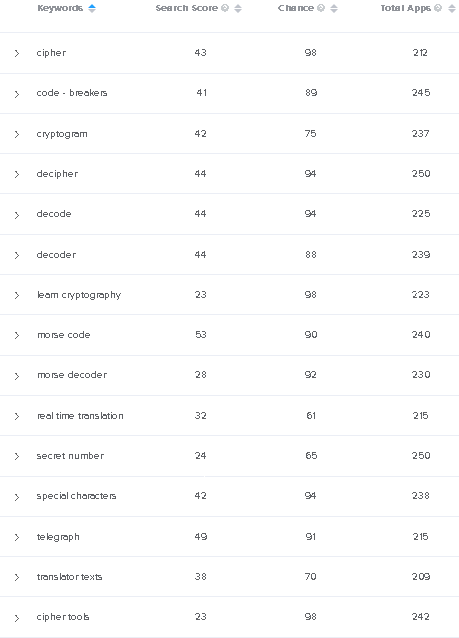 Keywords Search Score Chance Total Apps
cipher 43 98 212
code - breakers 41 89 245
cryptogram 42 75 237
decipher 44 94 250
decode 44 94 225
decoder 44 88 239
learn cryptography 23 98 223
morse code 53 90 240
morse decoder 28 92 230
real time translation 32 61 215
secret number 24 65 250
special characters 42 94 238
telegraph 49 91 215
translator texts 38 70 209
cipher tools 23 98 242